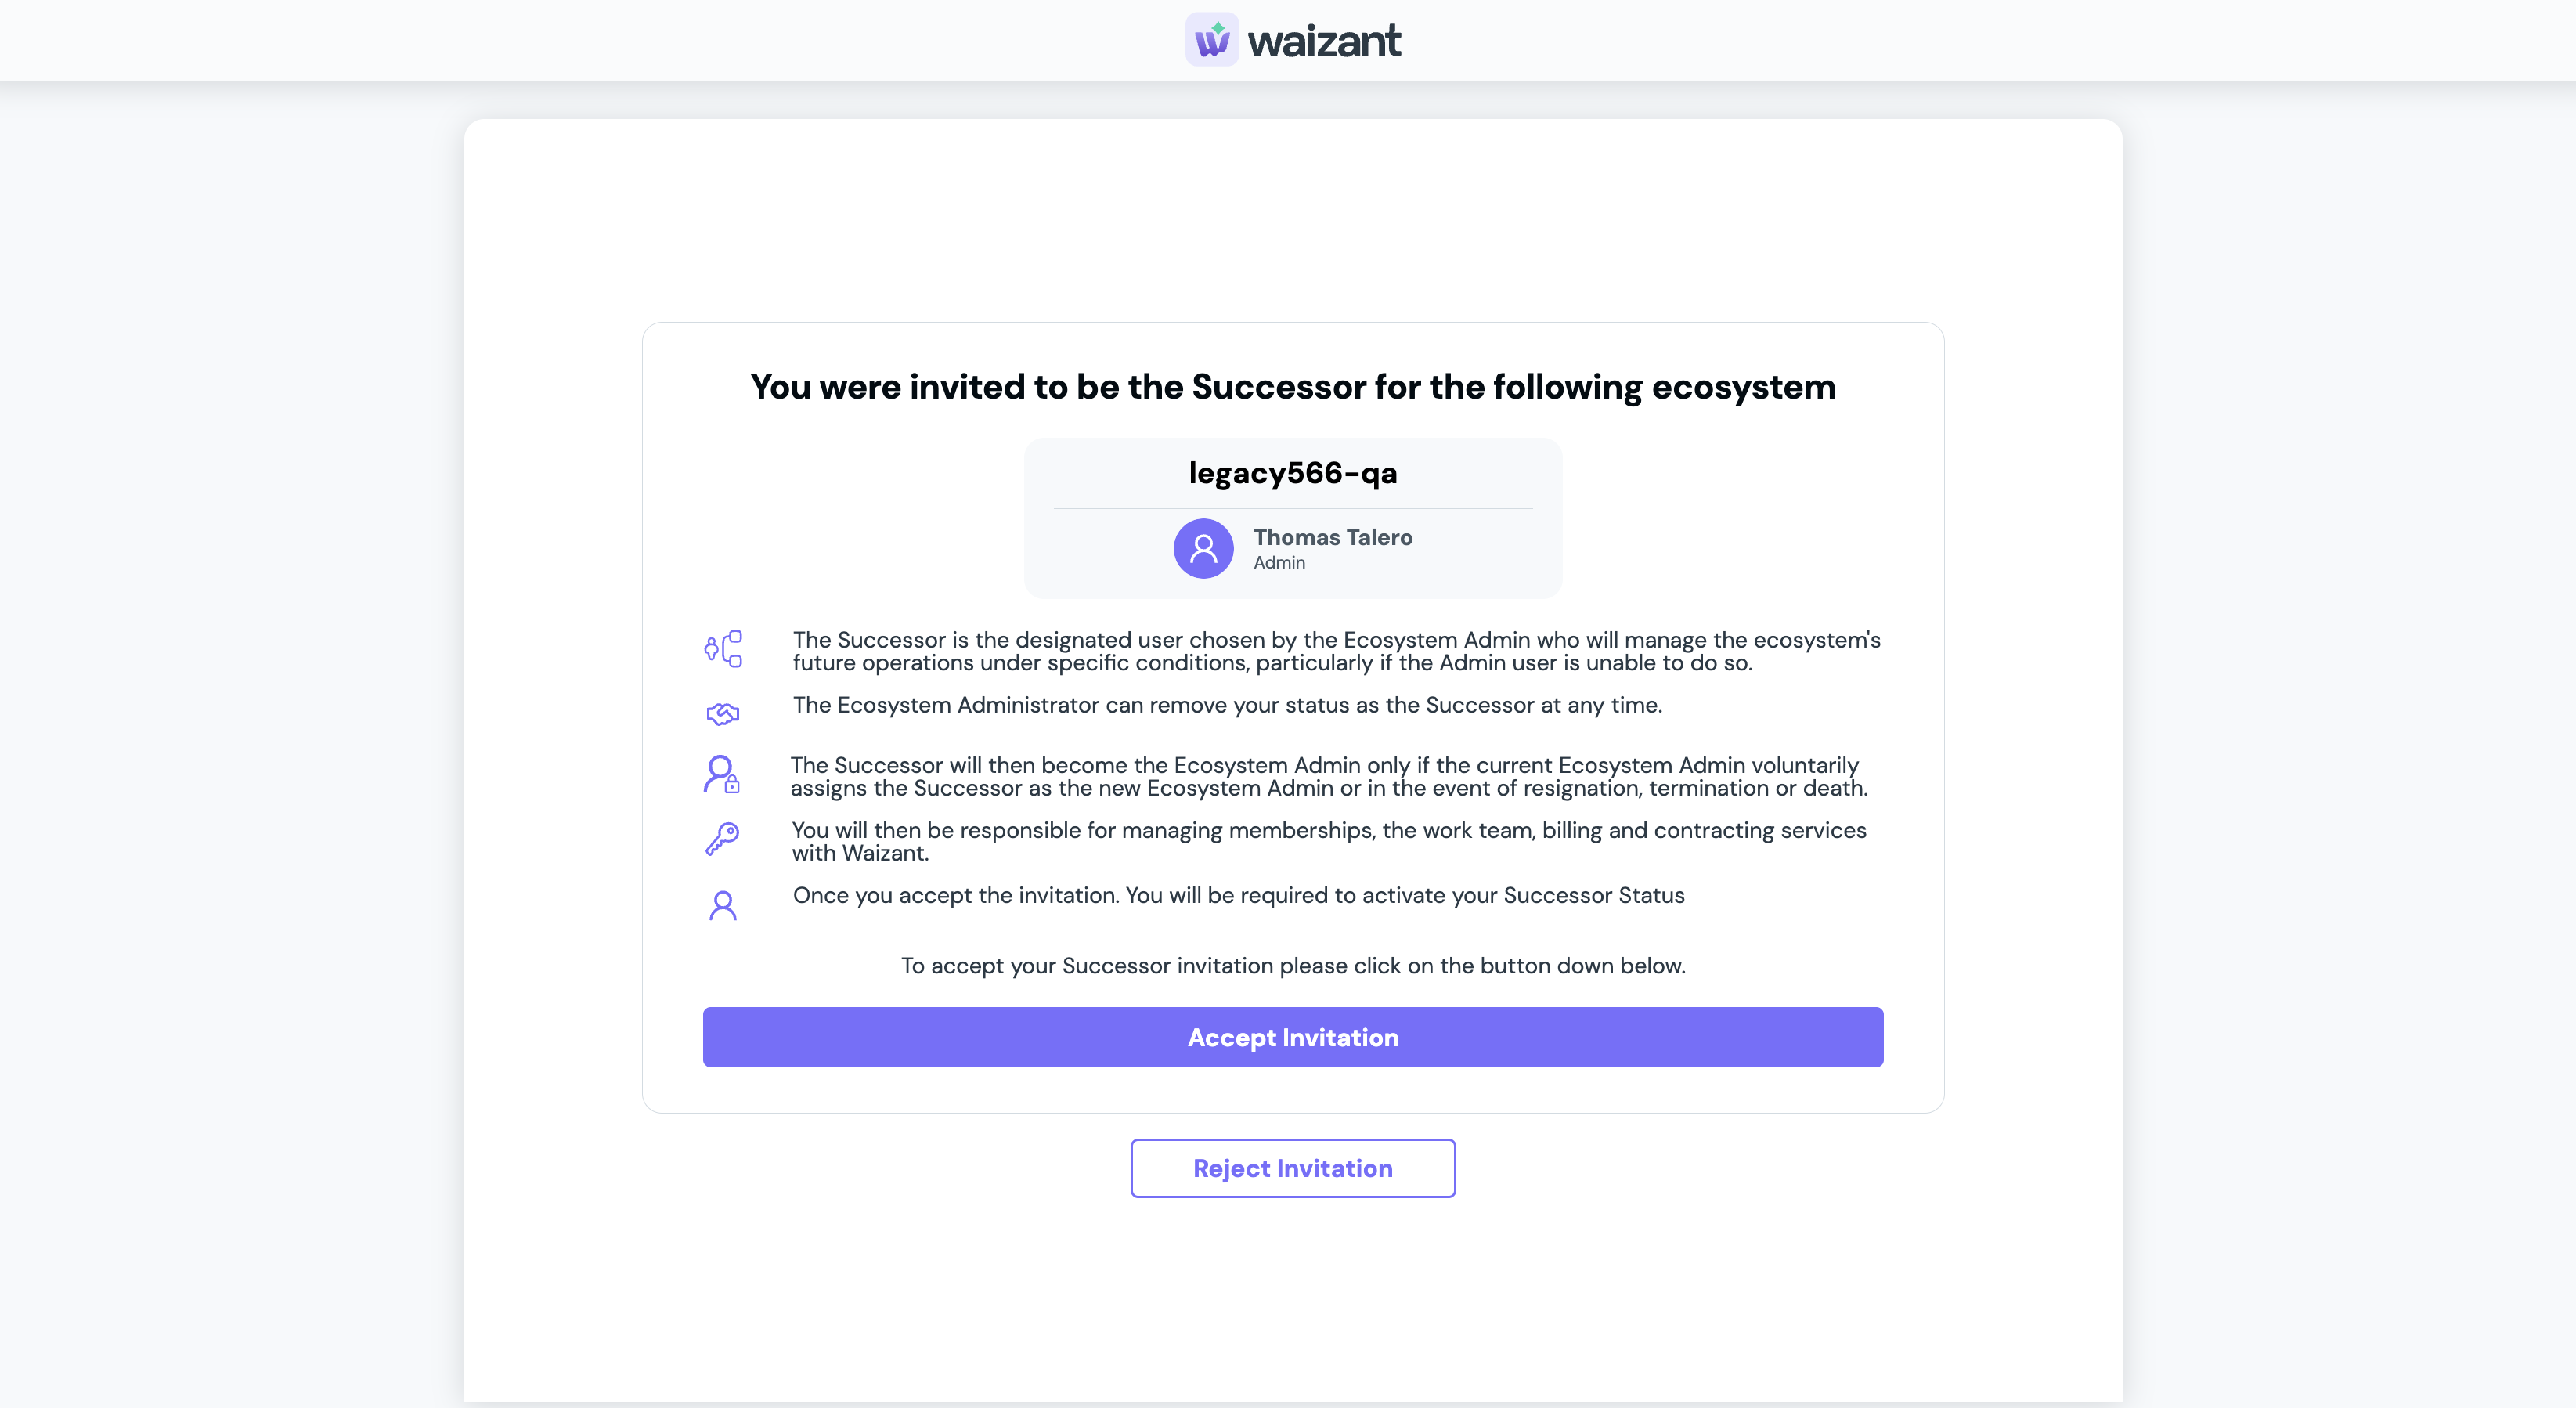 waizant
You were invited to be the Successor for the following ecosystem
legacy566-qa
Thomas Talero
Admin
The Successor is the designated user chosen by the Ecosystem Admin who will manage the ecosystem's
future operations under specific conditions, particularly if the Admin user is unable to do so.
The Ecosystem Administrator can remove your status as the Successor at any time.
The Successor will then become the Ecosystem Admin only if the current Ecosystem Admin voluntarily
assigns the Successor as the new Ecosystem Admin or in the event of resignation, termination or death.
You will then be responsible for managing memberships, the work team, billing and contracting services
with Waizant.
Once you accept the invitation. You will be required to activate your Successor Status
To accept your Successor invitation please click on the button down below.
Accept Invitation
Reject Invitation